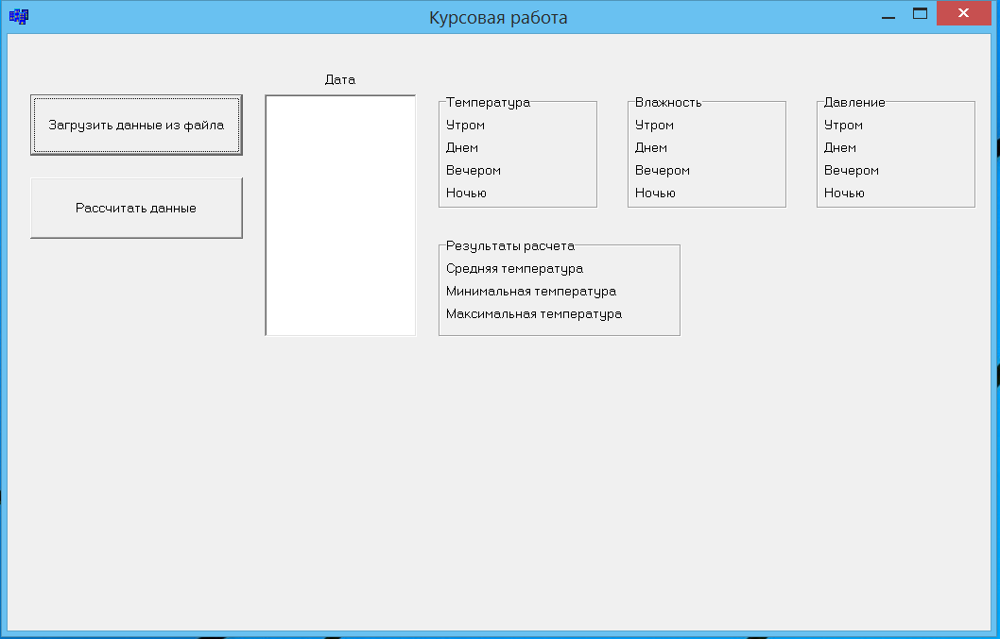 Курсовая работа
Дата
Загрузить данные из файла
Рассчитать данные
Температура
Утром
Днем
Вечером
Ночью
Влажность
Утром
Днем
Вечером
Ночью
Давление
Утром
Днем
Вечером
Ночью
Результаты расчета
Средняя температура
Минимальная температура
Максимальная температура